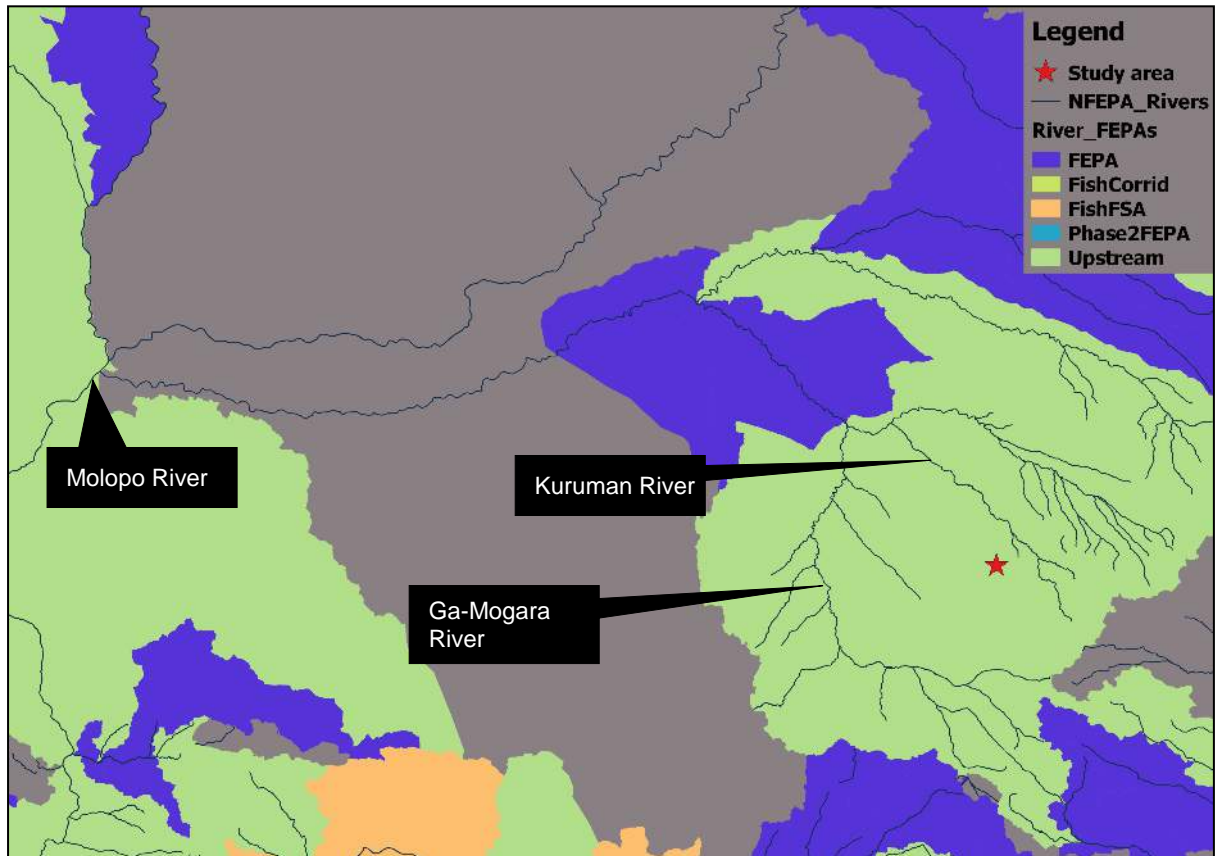 Legend
Study area
NFEPA_Rivers
River_FEPAs
FEPA
FishCorrid
FishFSA
Phase2FEPA
Upstream
Molopo River
Kuruman River
Ga-Mogara
River